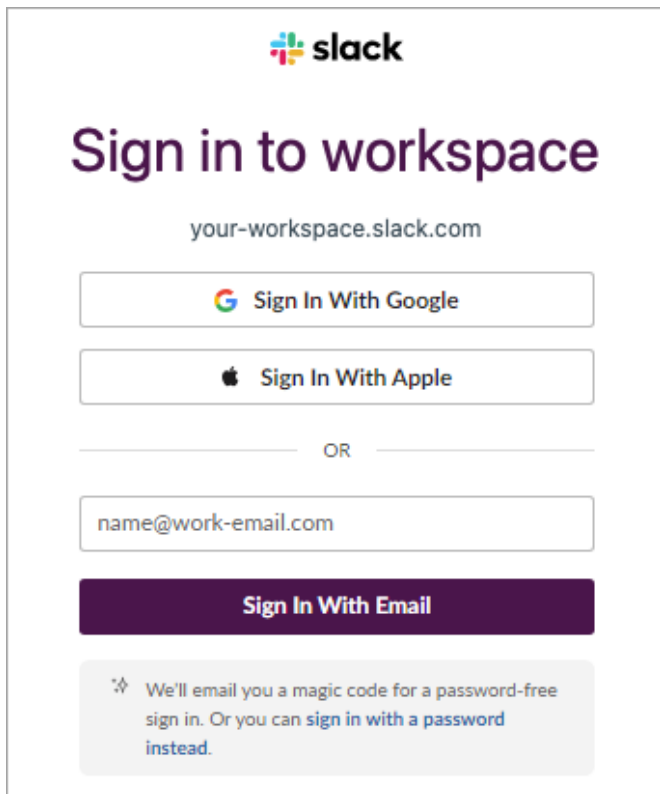 slack
Sign in to workspace
your-workspace.slack.com
Sign In With Google
Sign In With Apple
OR
name@work-email.com
Sign In With Email
We'll email you a magic code for a password-free
sign in. Or you can sign in with a password
instead.